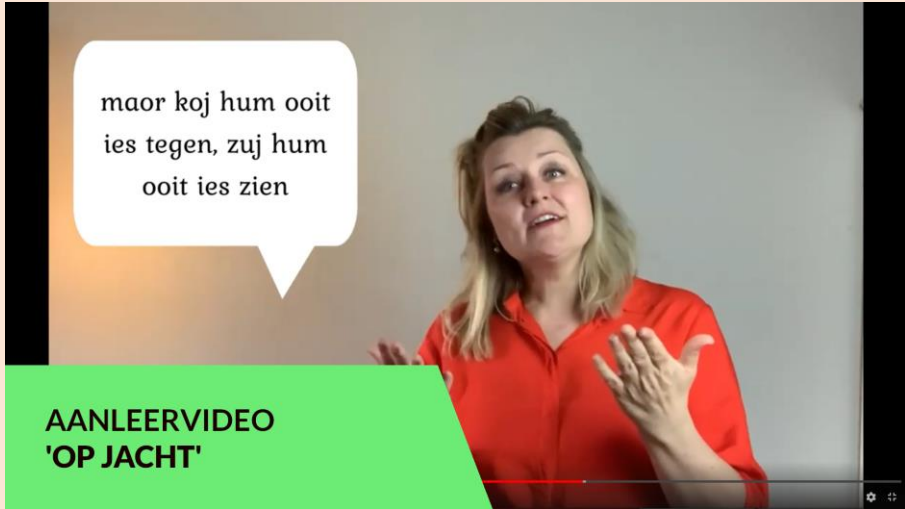 maor koj hum ooit
ies tegen, zuj hum
ooit ies zien
AANLEERVIDEO
'OP JACHT'